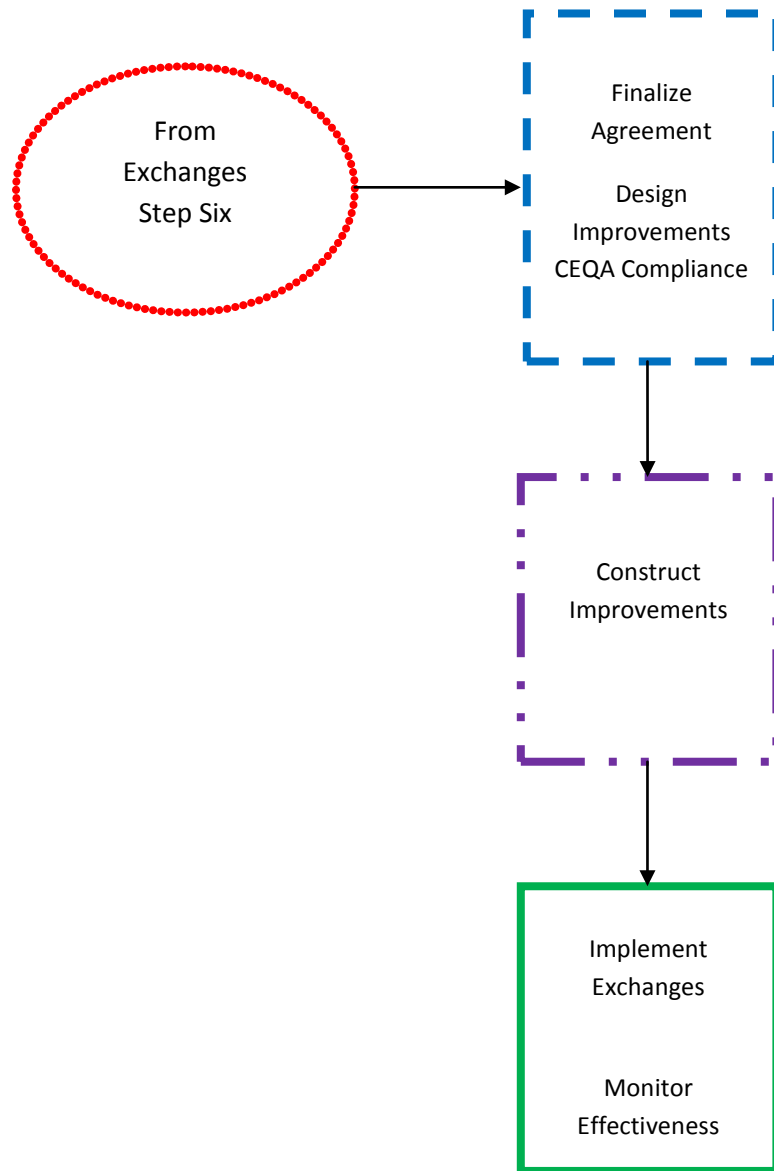 From
Exchanges
Step Six
Finalize
Agreement
Design
Improvements
CEQA Compliance
Construct
Improvements
Implement
Exchanges
Monitor
Effectiveness